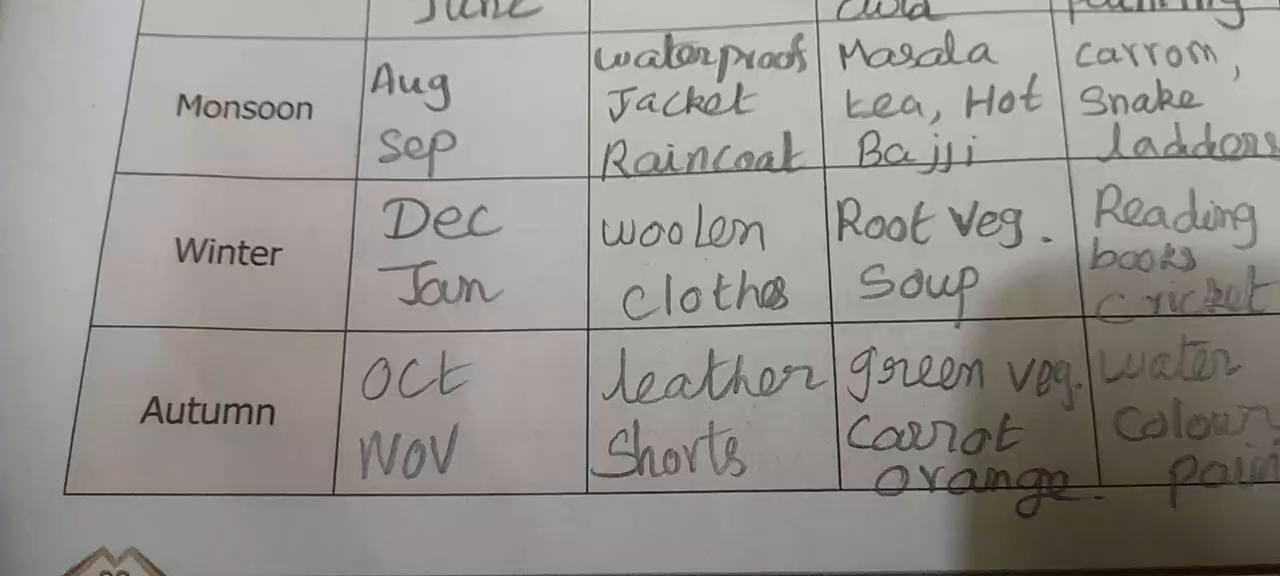 June
Monsoon
Aug
Sep
waterproof
Jacket
Raincoat
Masala
tea, Hot
Bajji
carrom,
Snake
ladders
Winter
Dec
Jan
woolen
clothes
Root veg.
Soup
Reading
books
cricket
Autumn
Oct
Nov
leather
Shorts
green veg.
Carrot
orange.
water
Colour